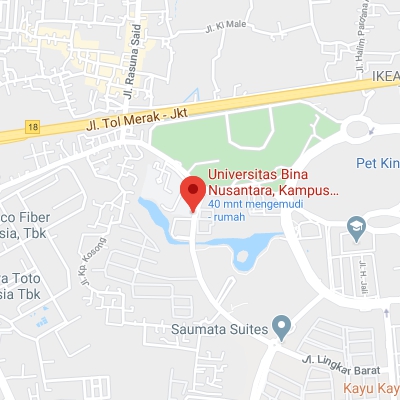 Jl. Ki Male
Jl. Halim Perdana
Jl. Rasuna Said
IKEA
18
Jl. Tol Merak - Jkt
Pet Kin
Universitas Bina
Nusantara, Kampus...
40 mnt mengemudi
- rumah
co Fiber
sia, Tbk
Jl. Kp. Kosong
a Toto
sia Tbk
Jl. H. Jali
Saumata Suites
Jl. Lingkar Barat
Kayu Kay